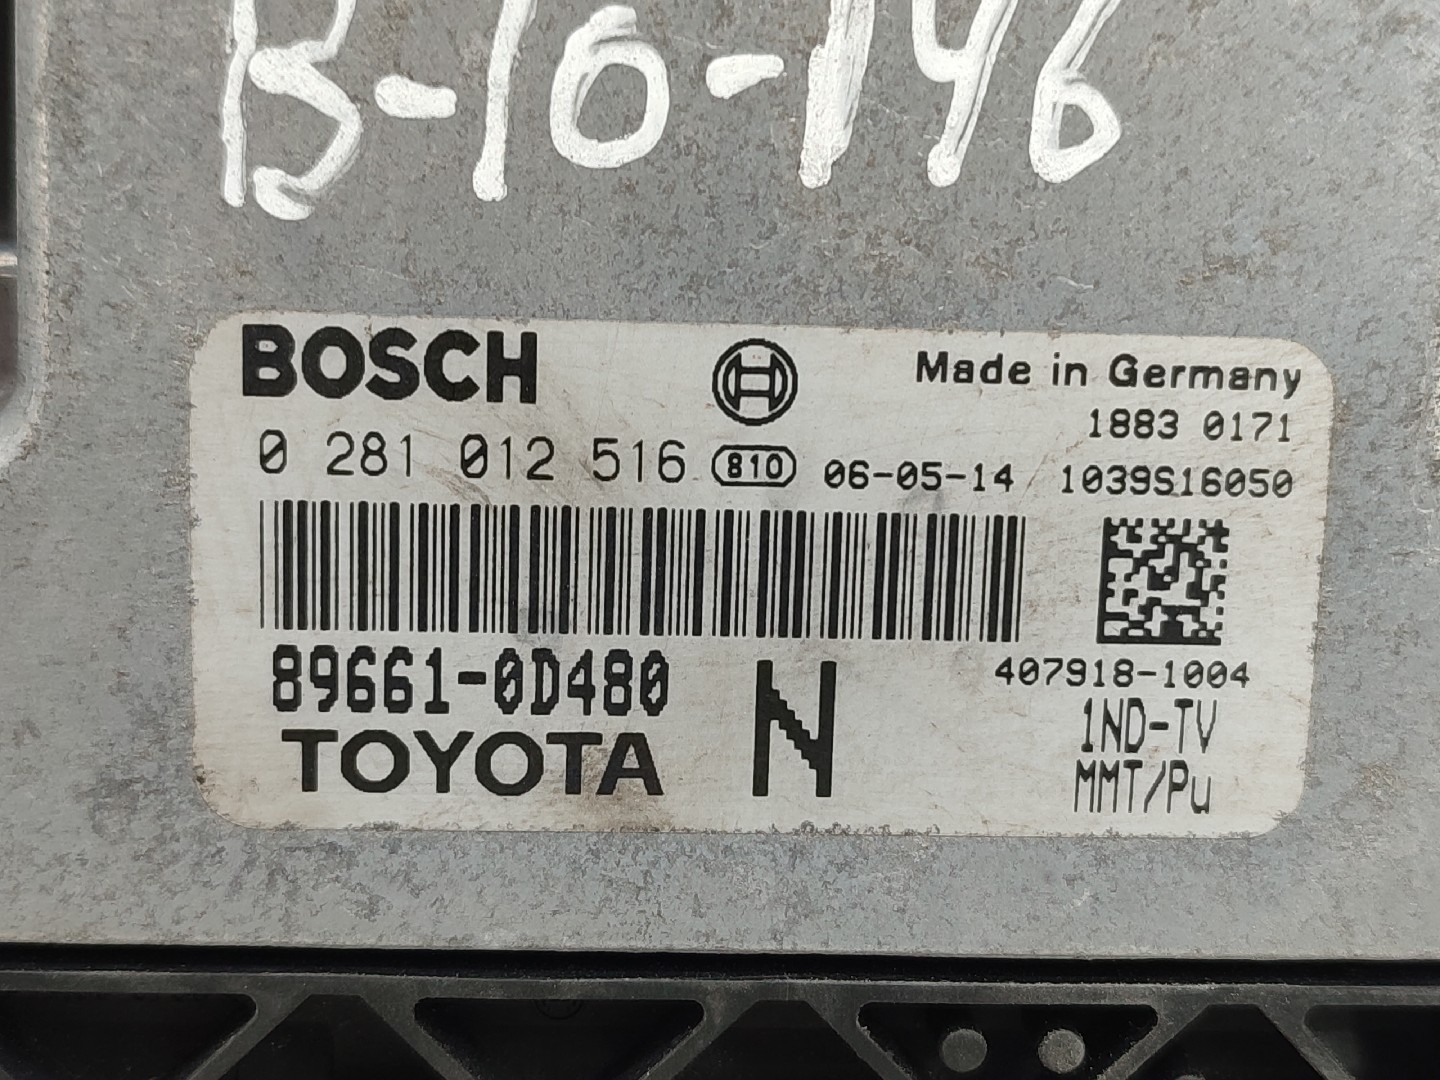 B-10-146
BOSCH
Made in Germany
1883 0171
0 281 012 516 810 06-05-14 1039S16050
407918-1004
89661-0D480
TOYOTA
N
1ND-TV
MMT/Pu